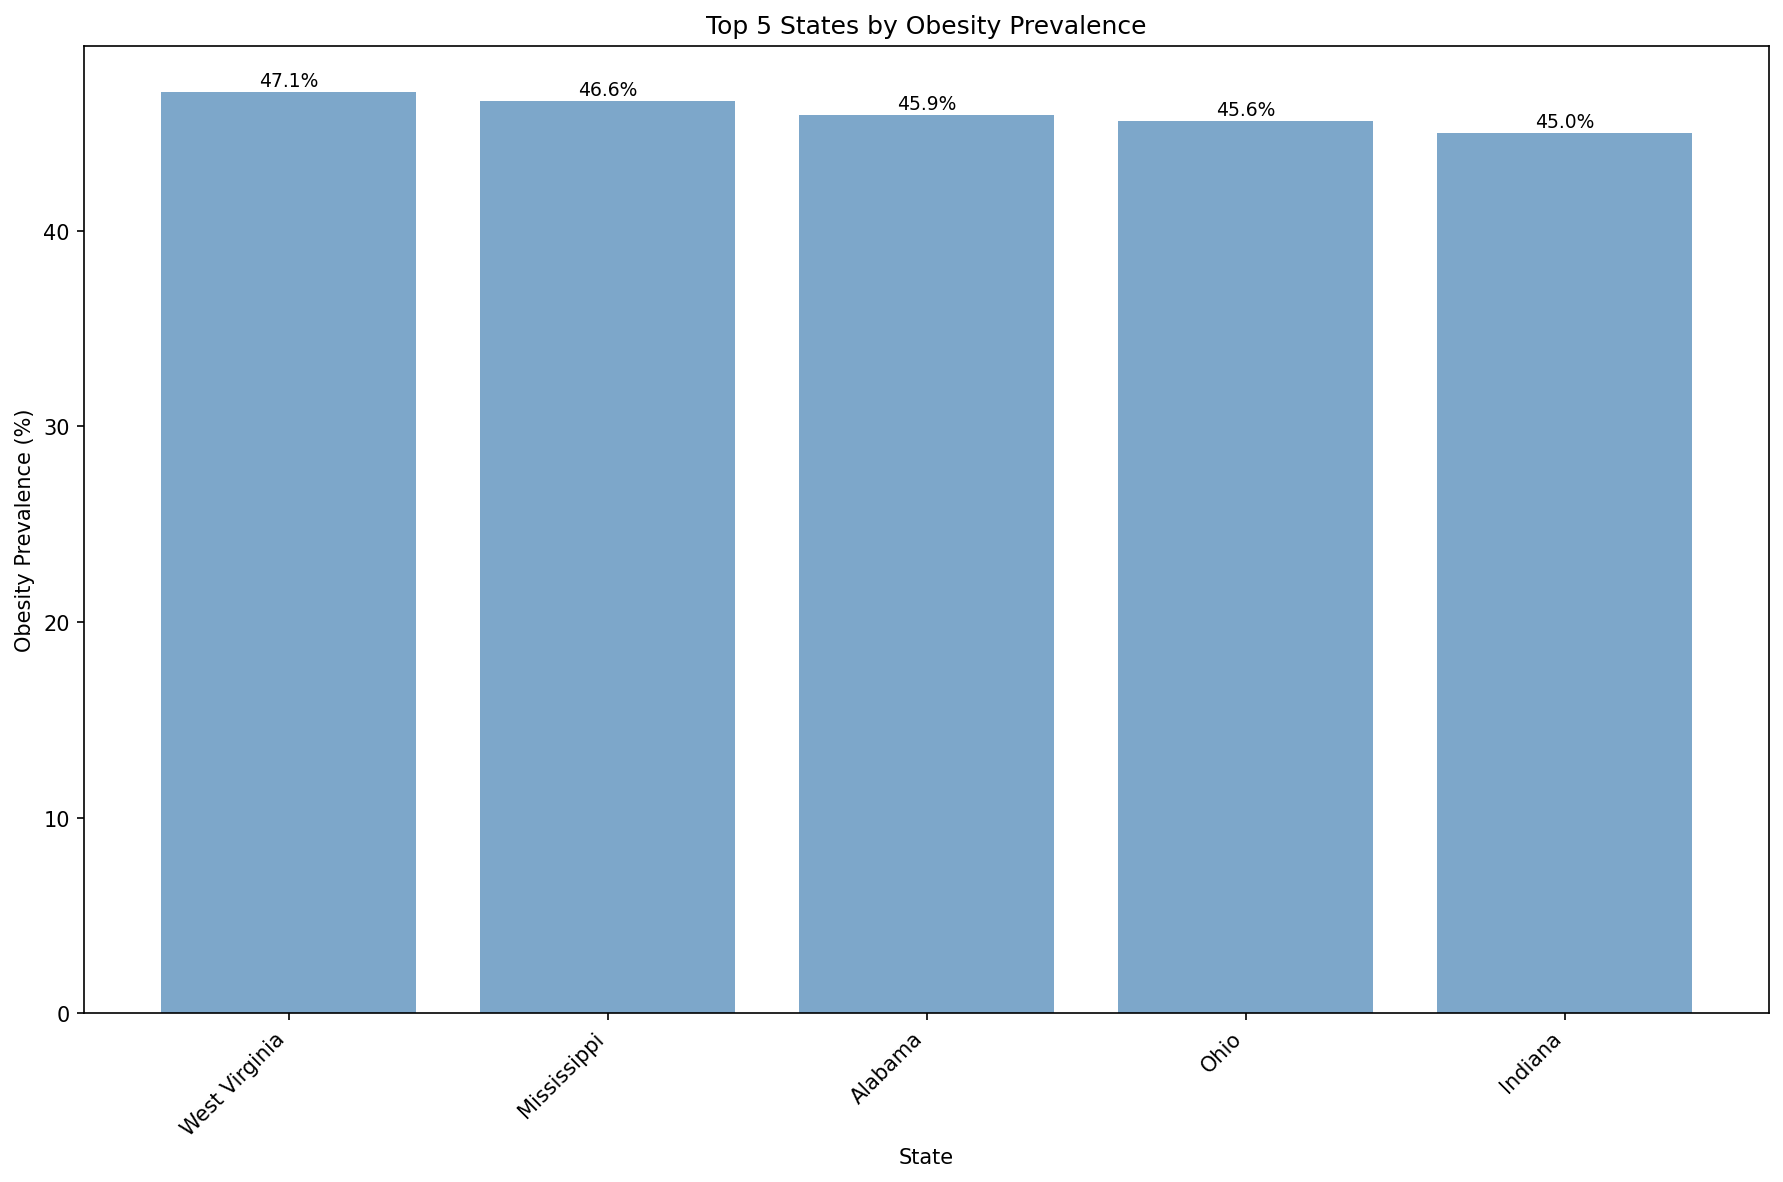 Top 5 States by Obesity Prevalence
47.1%
46.6%
45.9%
45.6%
45.0%
40
30
20
10
0
Obesity Prevalence (%)
West Virginia
Mississippi
Alabama
Ohio
Indiana
State